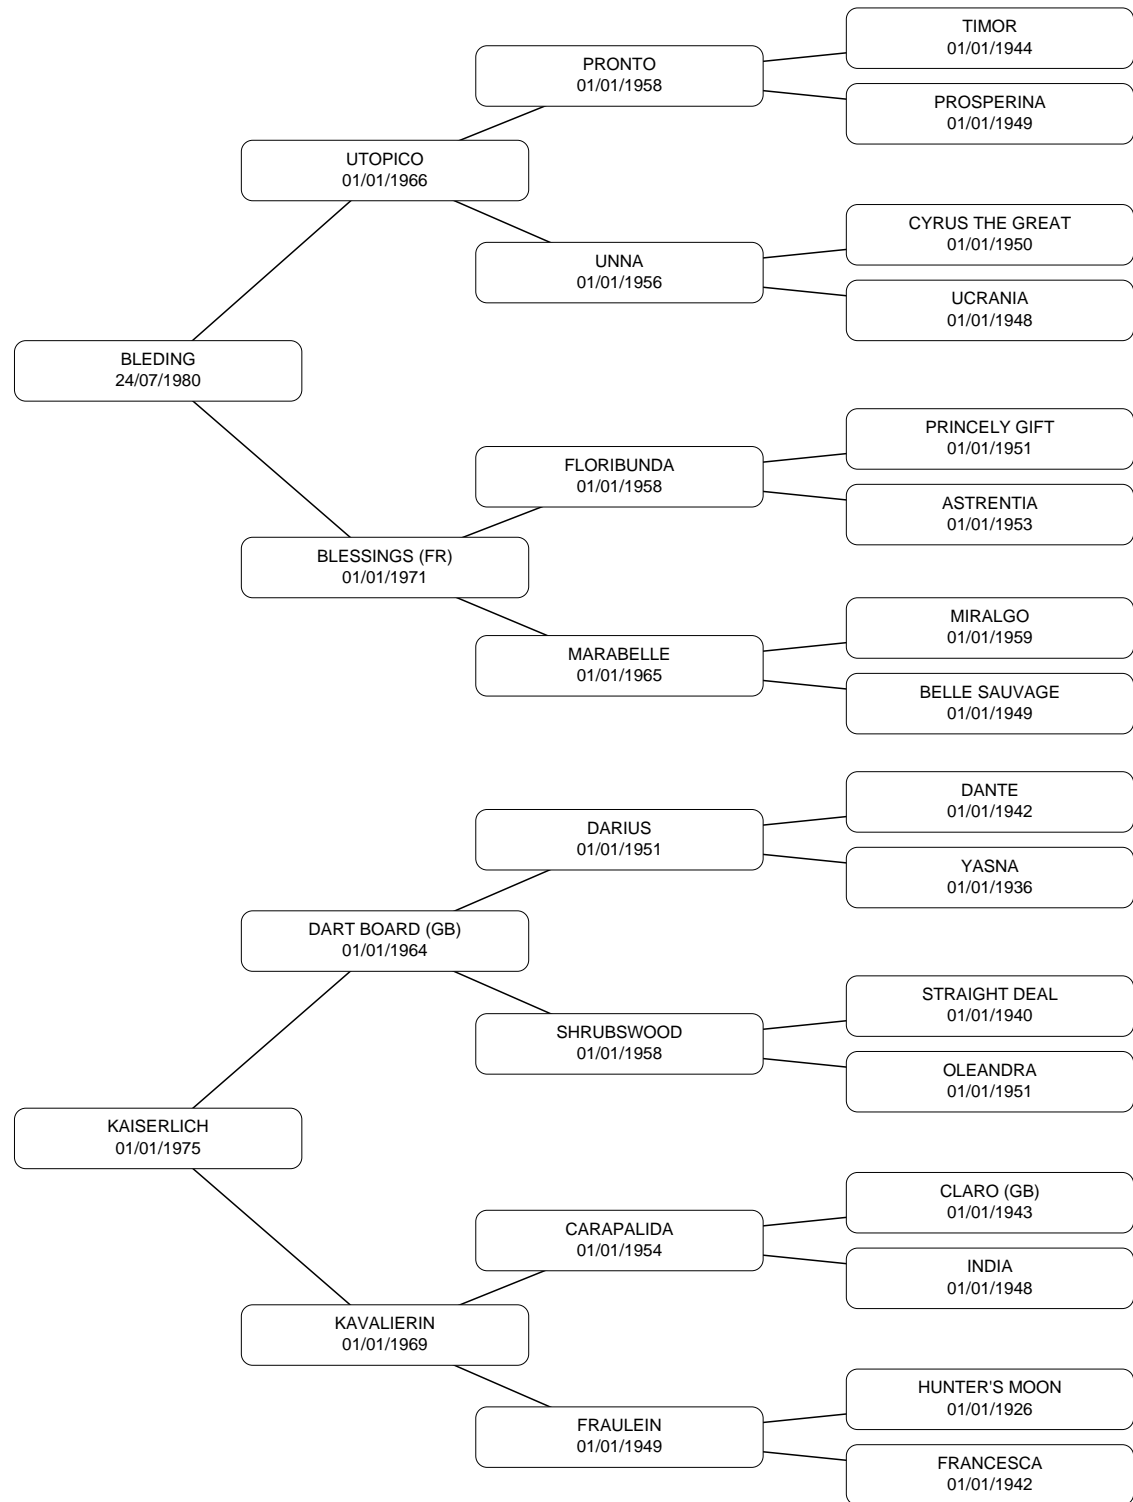 TIMOR
01/01/1944
PRONTO
01/01/1958
PROSPERINA
01/01/1949
UTOPICO
01/01/1966
CYRUS THE GREAT
01/01/1950
UNNA
01/01/1956
UCRANIA
01/01/1948
BLEDING
24/07/1980
PRINCELY GIFT
01/01/1951
FLORIBUNDA
01/01/1958
ASTRENTIA
01/01/1953
BLESSINGS (FR)
01/01/1971
MIRALGO
01/01/1959
MARABELLE
01/01/1965
BELLE SAUVAGE
01/01/1949
DANTE
01/01/1942
DARIUS
01/01/1951
YASNA
01/01/1936
DART BOARD (GB)
01/01/1964
STRAIGHT DEAL
01/01/1940
SHRUBSWOOD
01/01/1958
OLEANDRA
01/01/1951
KAISERLICH
01/01/1975
CLARO (GB)
01/01/1943
CARAPALIDA
01/01/1954
INDIA
01/01/1948
KAVALIERIN
01/01/1969
HUNTER'S MOON
01/01/1926
FRAULEIN
01/01/1949
FRANCESCA
01/01/1942